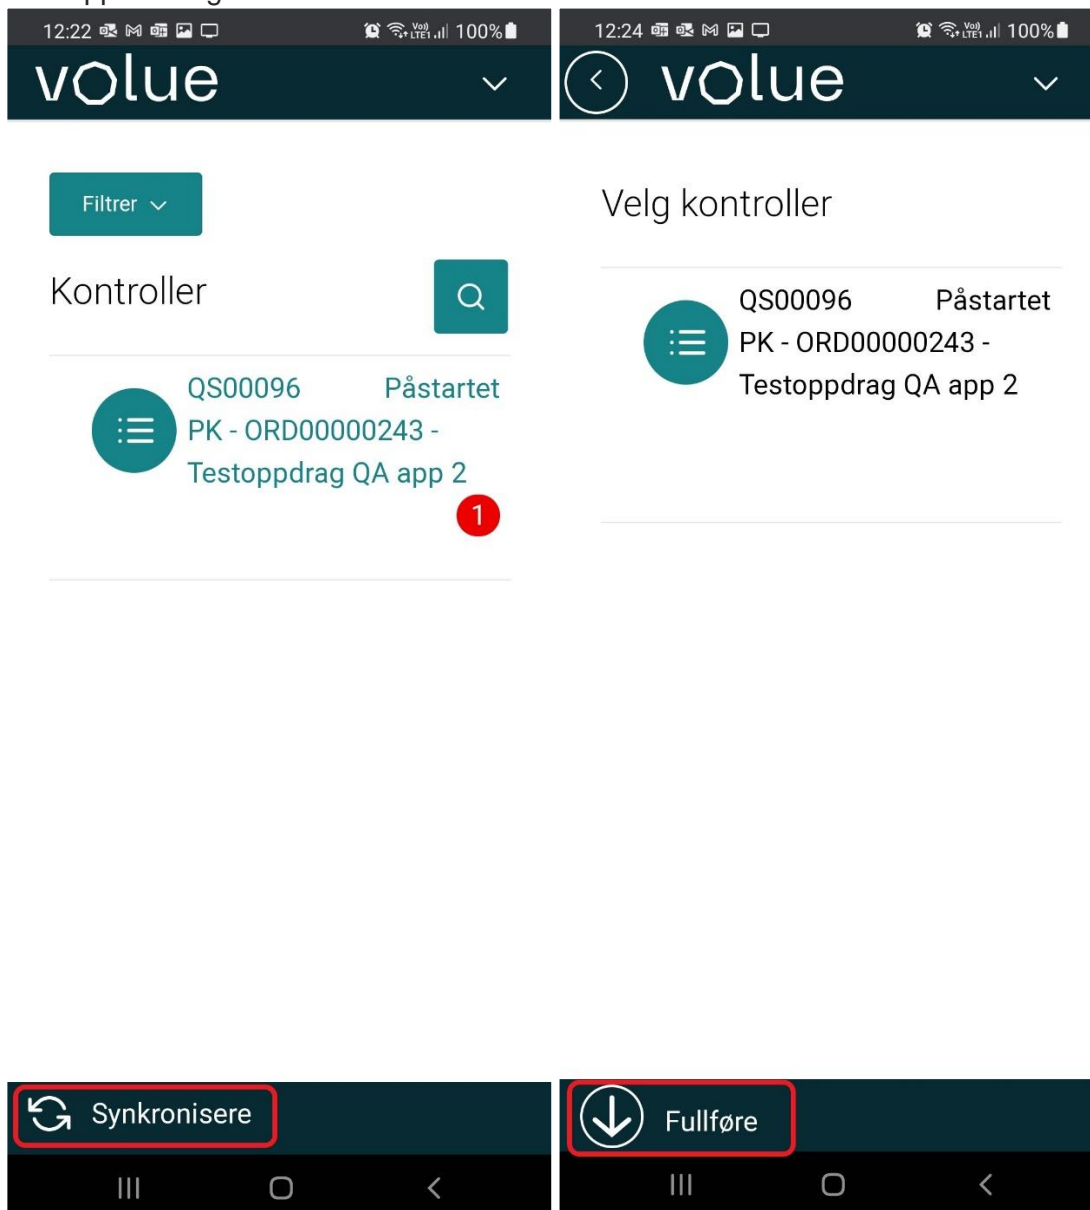 12:22 100%
volue
Filtrer
Kontroller
QS00096 Påstartet
PK - ORD00000243 -
Testoppdrag QA app 2
1
Synkronisere
12:24 100%
volue
Velg kontroller
QS00096 Påstartet
PK - ORD00000243 -
Testoppdrag QA app 2
Fullføre